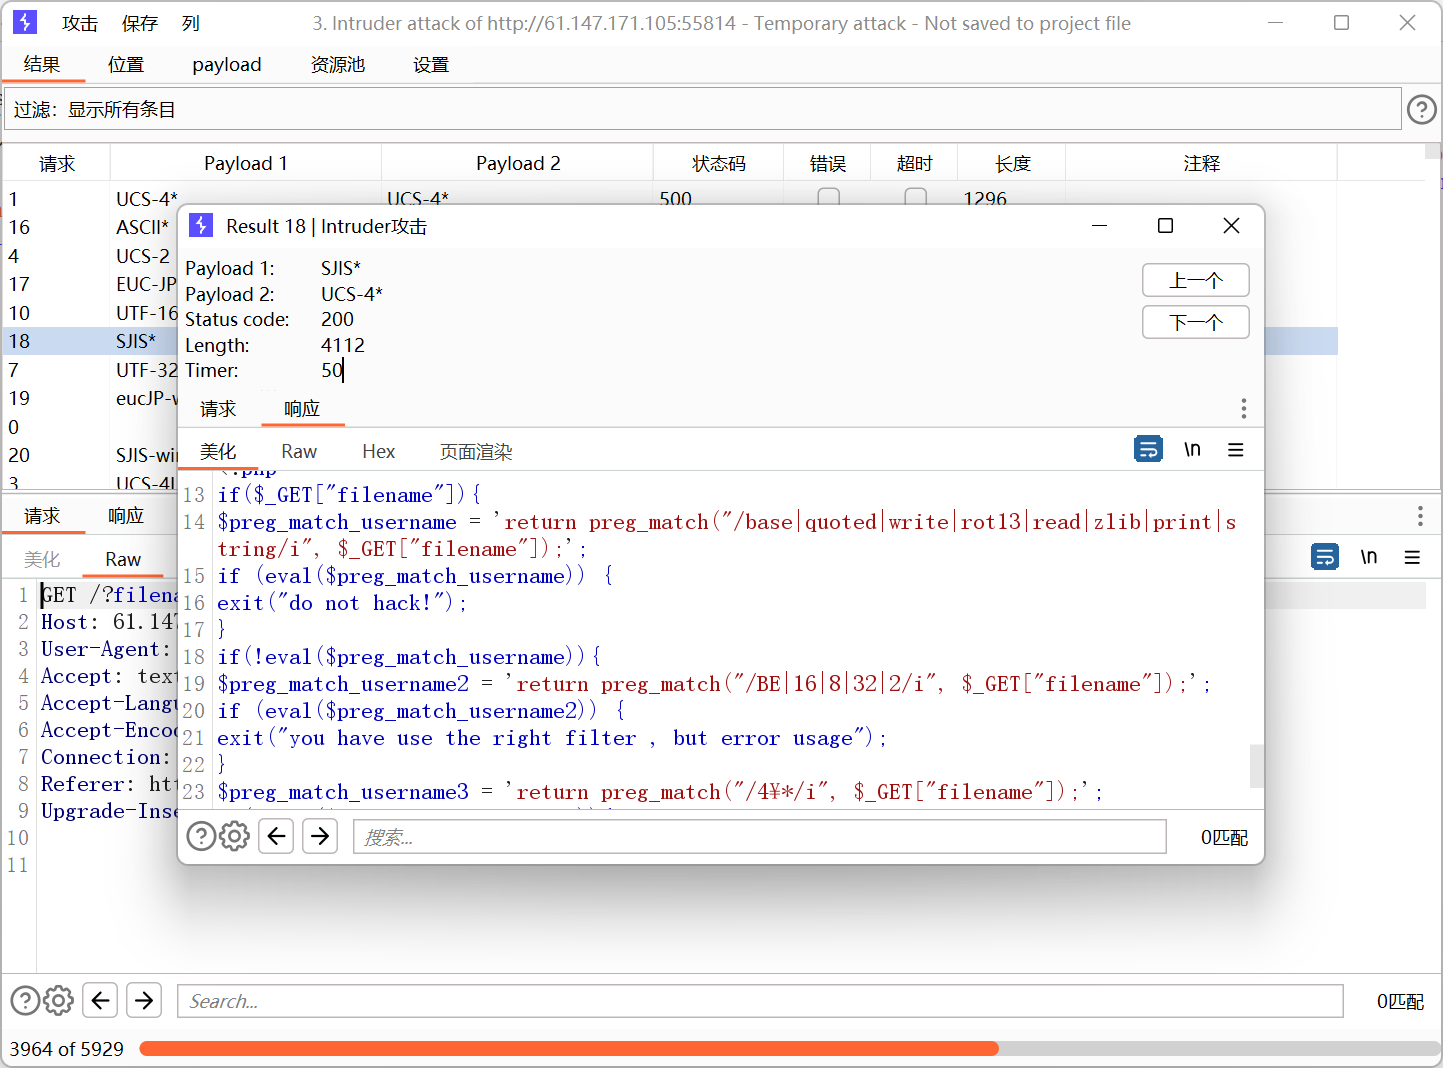 攻击 保存 列 3. Intruder attack of http://61.147.171.105:55814 - Temporary attack - Not saved to project file
结果 位置 payload 资源池 设置
过滤：显示所有条目
请求 Payload 1 Payload 2 状态码 错误 超时 长度 注释
1 UCS-4* UCS-4* 500 1296
16 ASCII*
4 UCS-2
17 EUC-JP
10 UTF-16
18 SJIS*
7 UTF-32
19 eucJP-w
0
20 SJIS-win
3 UCS-4L
Result 18 | Intruder攻击
Payload 1: SJIS*
上一个
Payload 2: UCS-4*
Status code: 200
下一个
Length: 4112
Timer: 50
请求 响应
美化 Raw Hex 页面渲染 \n
13 if($_GET["filename"]){
14 $preg_match_username = 'return preg_match("/base|quoted|write|rot13|read|zlib|print|s
tring/i", $_GET["filename"]);';
15 if (eval($preg_match_username)) {
16 exit("do not hack!");
17 }
18 if(!eval($preg_match_username)){
19 $preg_match_username2 = 'return preg_match("/BE|16|8|32|2/i", $_GET["filename"]);';
20 if (eval($preg_match_username2)) {
21 exit("you have use the right filter , but error usage");
22 }
23 $preg_match_username3 = 'return preg_match("/4¥*/i", $_GET["filename"]);';
搜索... 0匹配
请求 响应
美化 Raw \n
1 GET /?filena
2 Host: 61.147
3 User-Agent:
4 Accept: text
5 Accept-Langu
6 Accept-Encod
7 Connection:
8 Referer: htt
9 Upgrade-Inse
10
11
Search... 0匹配
3964 of 5929